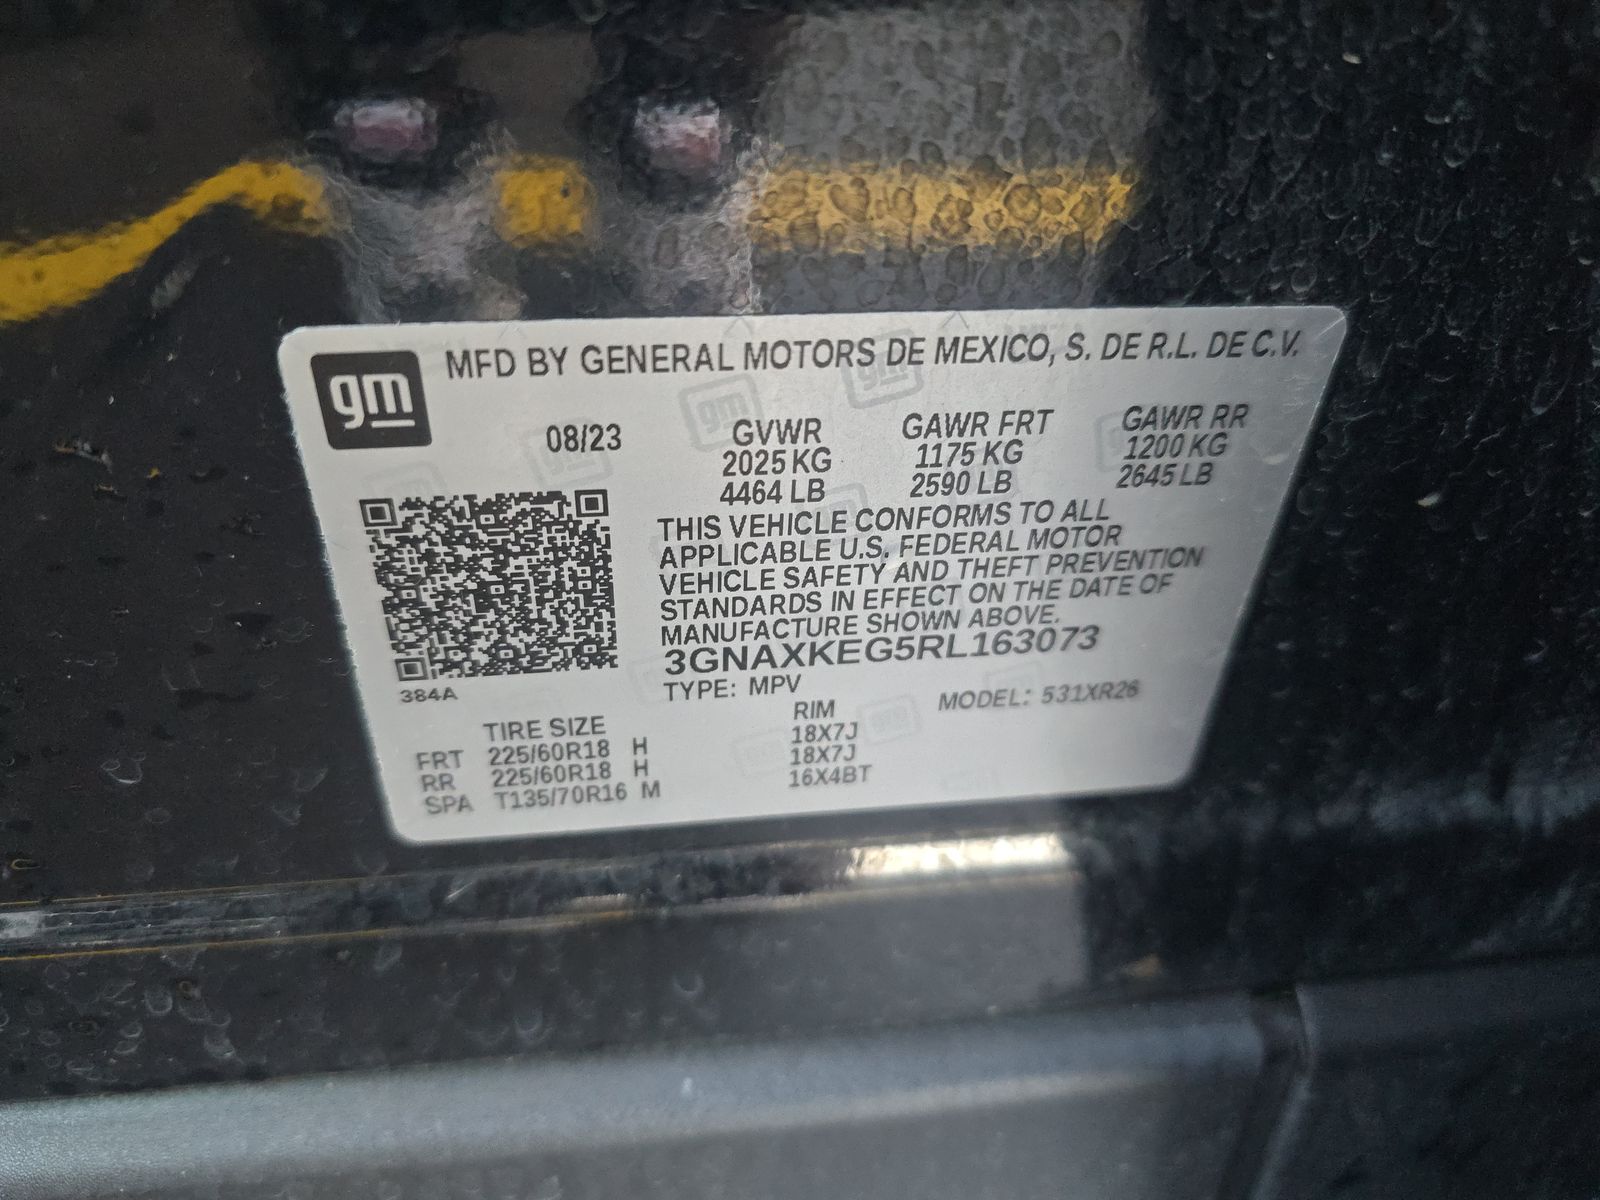 gm
MFD BY GENERAL MOTORS DE MEXICO, S. DE R.L. DE C.V.
08/23 GVWR GAWR FRT GAWR RR
2025 KG 1175 KG 1200 KG
4464 LB 2590 LB 2645 LB
THIS VEHICLE CONFORMS TO ALL
APPLICABLE U.S. FEDERAL MOTOR
VEHICLE SAFETY AND THEFT PREVENTION
STANDARDS IN EFFECT ON THE DATE OF
MANUFACTURE SHOWN ABOVE.
3GNAXKEG5RL163073
384A
TYPE: MPV MODEL: 531XR26
TIRE SIZE RIM
FRT 225/60R18 H 18X7J
RR 225/60R18 H 18X7J
SPA T135/70R16 M 16X4BT